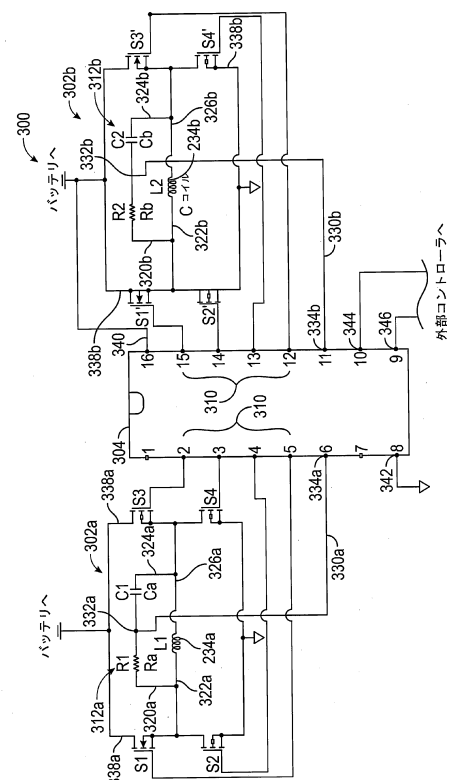 300
バッテリへ
302a
338a
332a
312a
R1
C1
Ra
Ca
320a
324a
S1
S3
L1
322a
234a
326a
S2
S4
330a
304
1
2
3
4
5
6
7
8
310
334a
342
16
15
14
13
12
11
10
9
310
340
334b
344
346
外部コントローラへ
バッテリへ
302b
338b
332b
312b
R2
C2
Rb
Cb
320b
324b
S1'
S3'
L2
234b
C コイル
322b
326b
S2'
S4'
338b
330b
338a